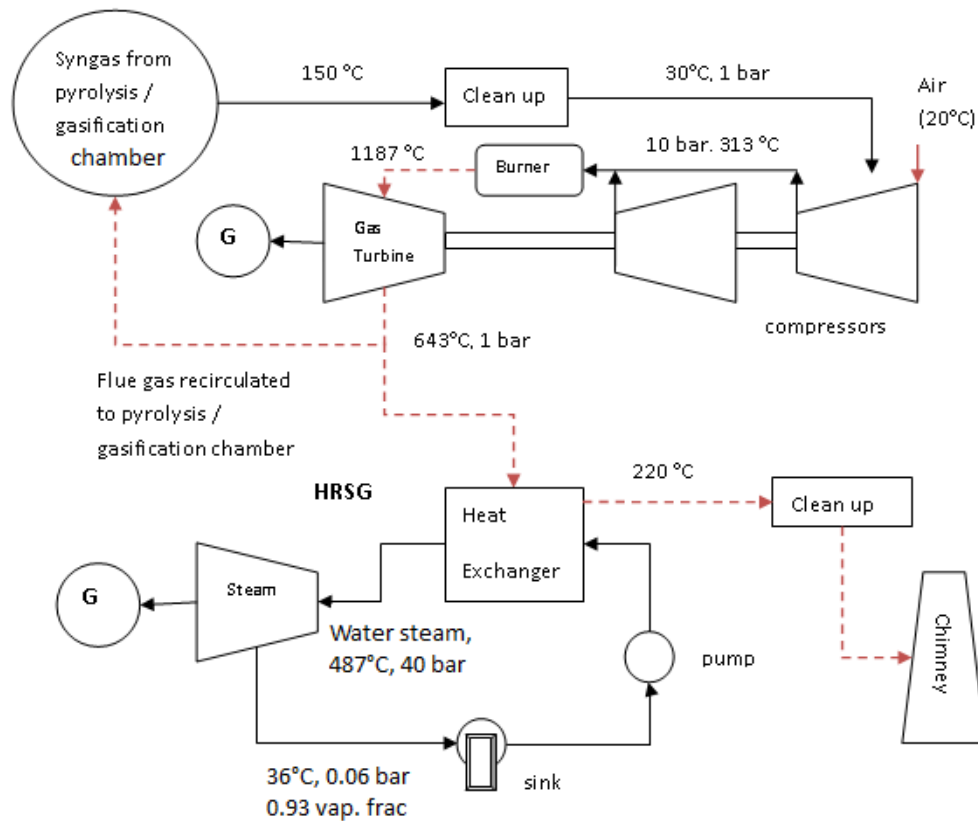 Syngas from
pyrolysis /
gasification
chamber
150 °C
Clean up
30°C, 1 bar
Air
(20°C)
1187 °C
Burner
10 bar. 313 °C
G
Gas
Turbine
compressors
643°C, 1 bar
Flue gas recirculated
to pyrolysis /
gasification chamber
HRSG
Heat
Exchanger
220 °C
Clean up
G
Steam
Water steam,
487°C, 40 bar
pump
Chimney
36°C, 0.06 bar
0.93 vap. frac
sink